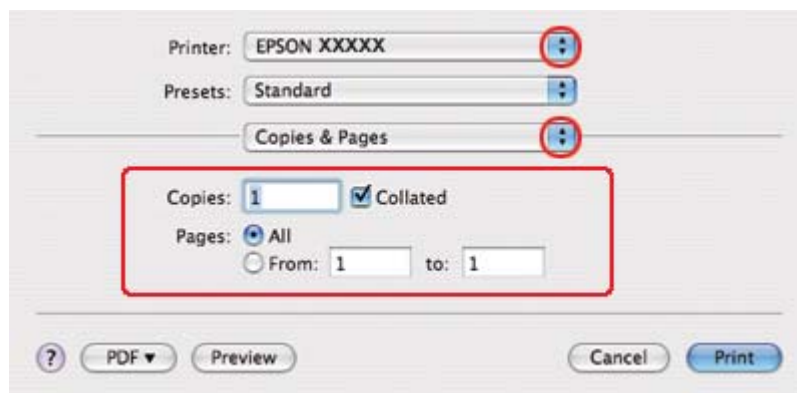 Printer: EPSON XXXXX
Presets: Standard
Copies & Pages
Copies: 1 Collated
Pages: All
From: 1 to: 1
? PDF ▼ Preview Cancel Print